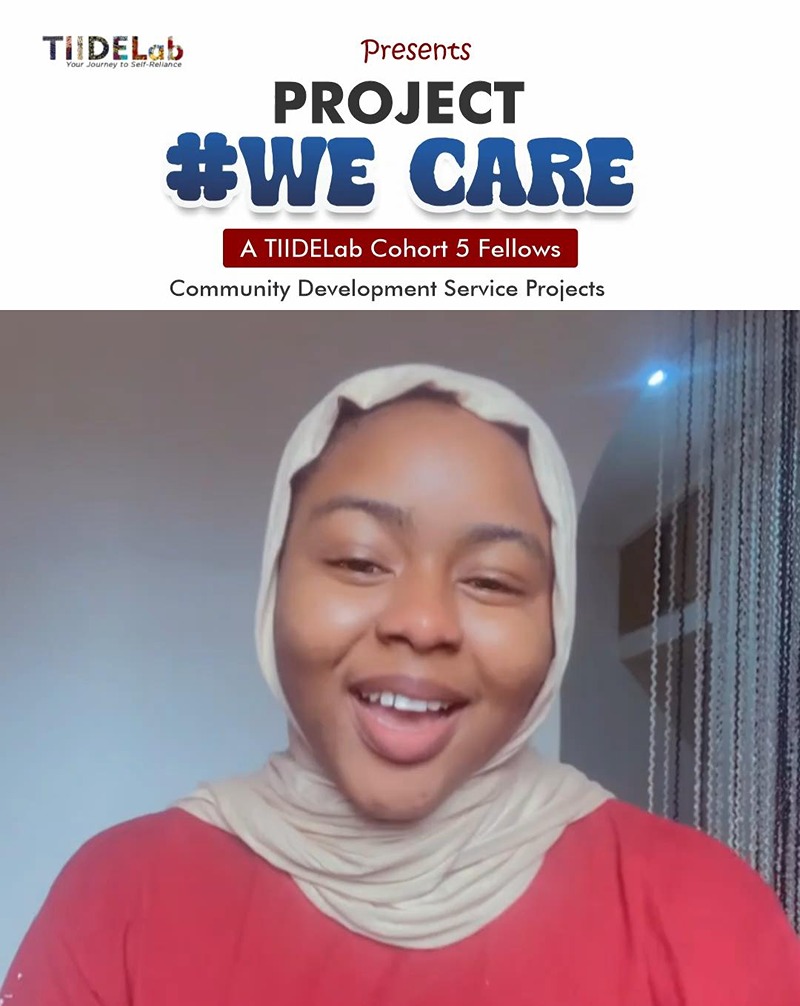 TIIDELab
Your Journey to Self-Reliance
Presents
PROJECT
#WE CARE
A TIIDELab Cohort 5 Fellows
Community Development Service Projects